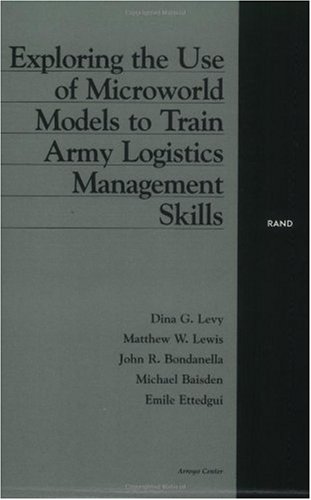 Exploring the Use
of Microworld
Models to Train
Army Logistics
Management
Skills
RAND
Dina G. Levy
Matthew W. Lewis
John R. Bondanella
Michael Baisden
Emile Ettedgui
Arroyo Center